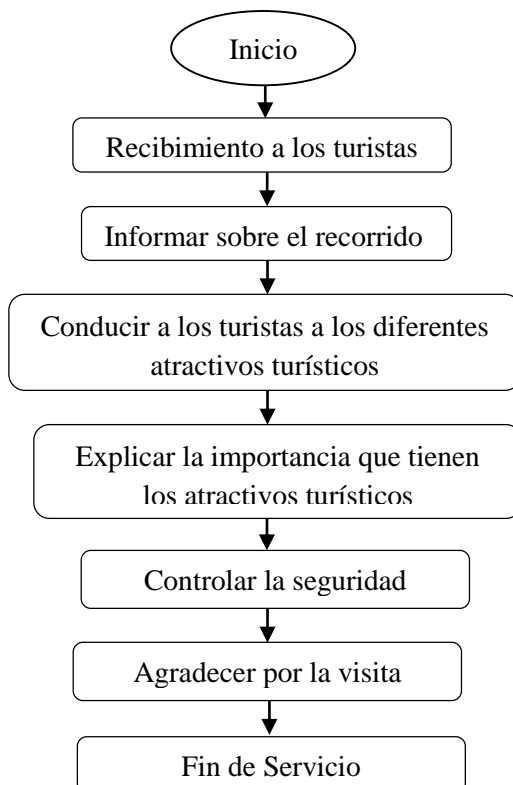 Inicio
Recibimiento a los turistas
Informar sobre el recorrido
Conducir a los turistas a los diferentes
atractivos turísticos
Explicar la importancia que tienen
los atractivos turísticos
Controlar la seguridad
Agradecer por la visita
Fin de Servicio